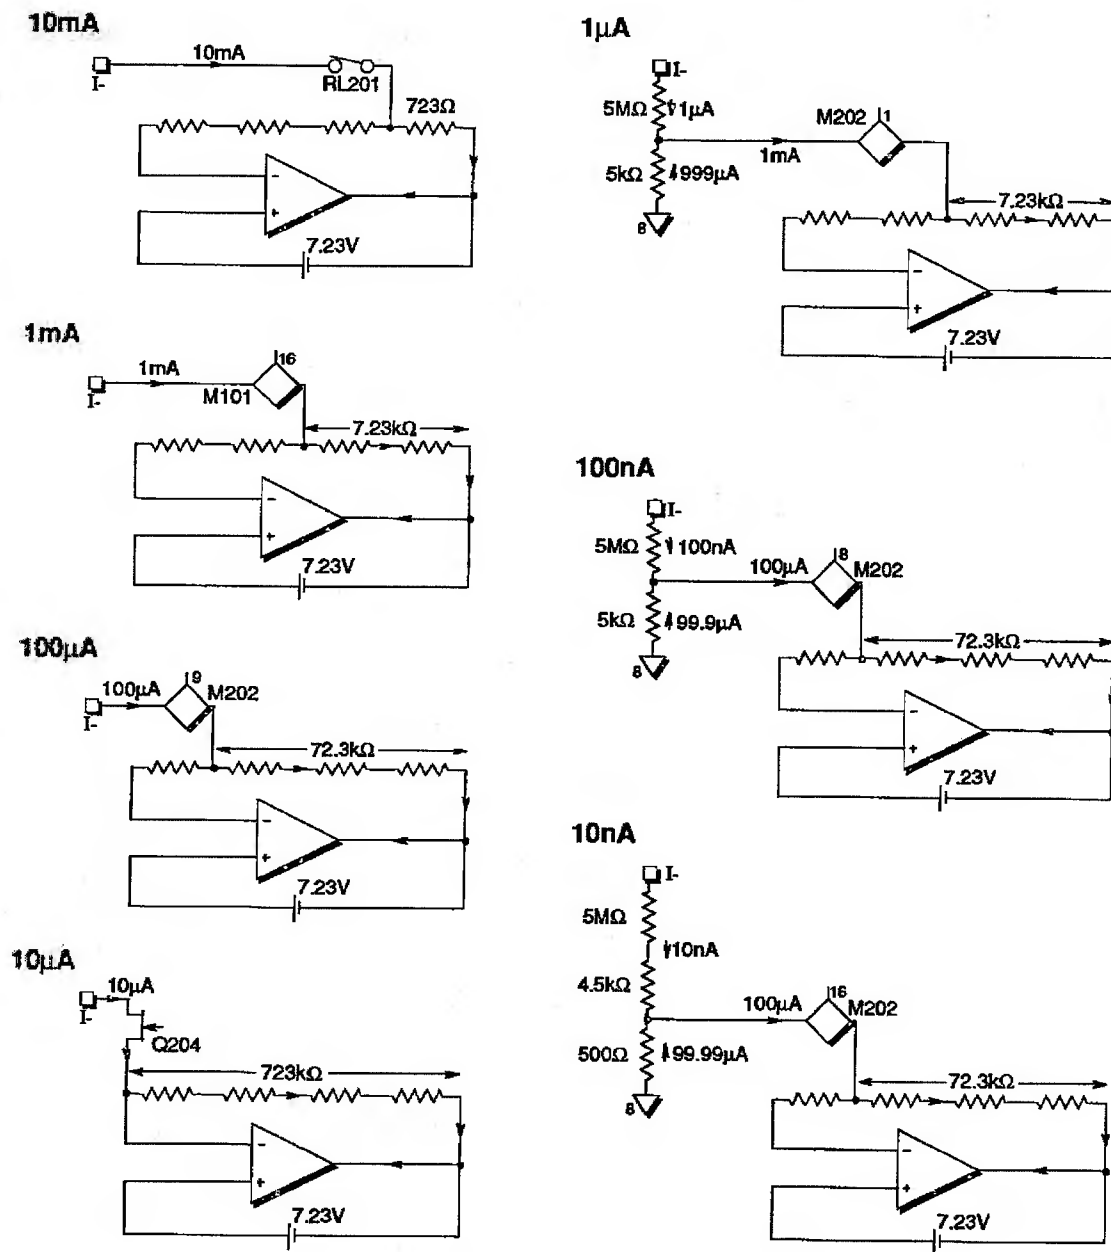 10mA
10mA
I-
RL201
723Ω
-
+
7.23V
1mA
1mA
16
I-
M101
7.23kΩ
-
+
7.23V
100μA
9
100μA
M202
I-
72.3kΩ
-
+
7.23V
10μA
10μA
I-
Q204
723kΩ
-
+
7.23V
1μA
I-
5MΩ
1μA
M202
1
1mA
5kΩ
999μA
7.23kΩ
8
-
+
7.23V
100nA
I-
5MΩ
100nA
100μA
8
M202
5kΩ
99.9μA
72.3kΩ
8
-
+
7.23V
10nA
I-
5MΩ
10nA
4.5kΩ
100μA
16
M202
500Ω
99.99μA
72.3kΩ
8
-
+
7.23V